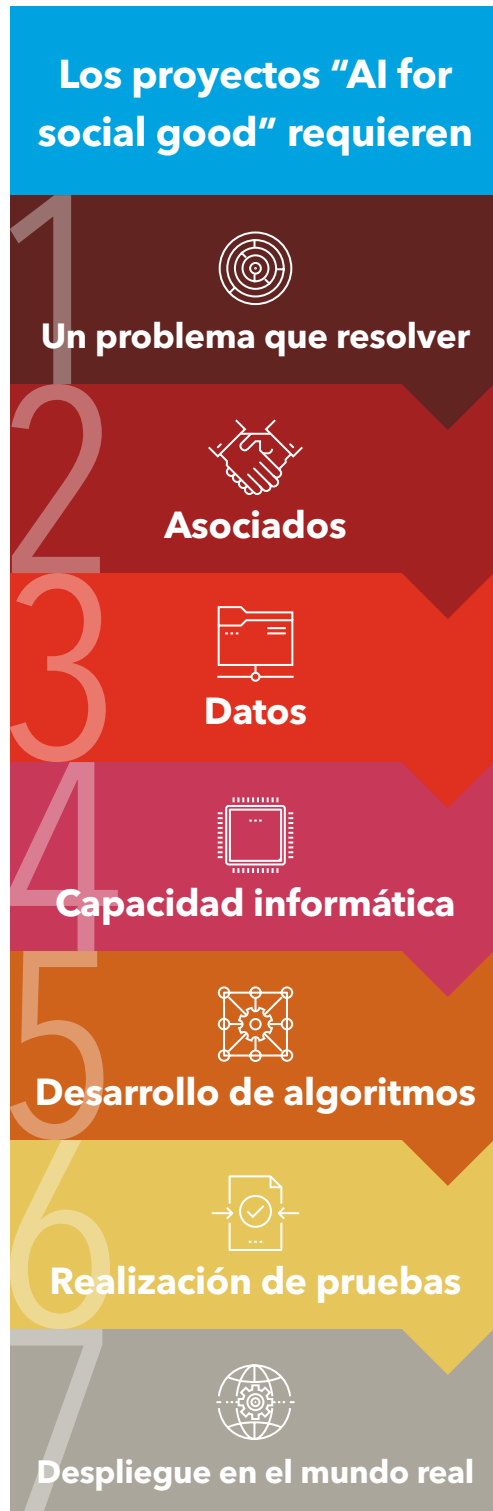 Los proyectos “AI for
social good” requieren
1
Un problema que resolver
2
Asociados
3
Datos
4
Capacidad informática
5
Desarrollo de algoritmos
6
Realización de pruebas
7
Despliegue en el mundo real